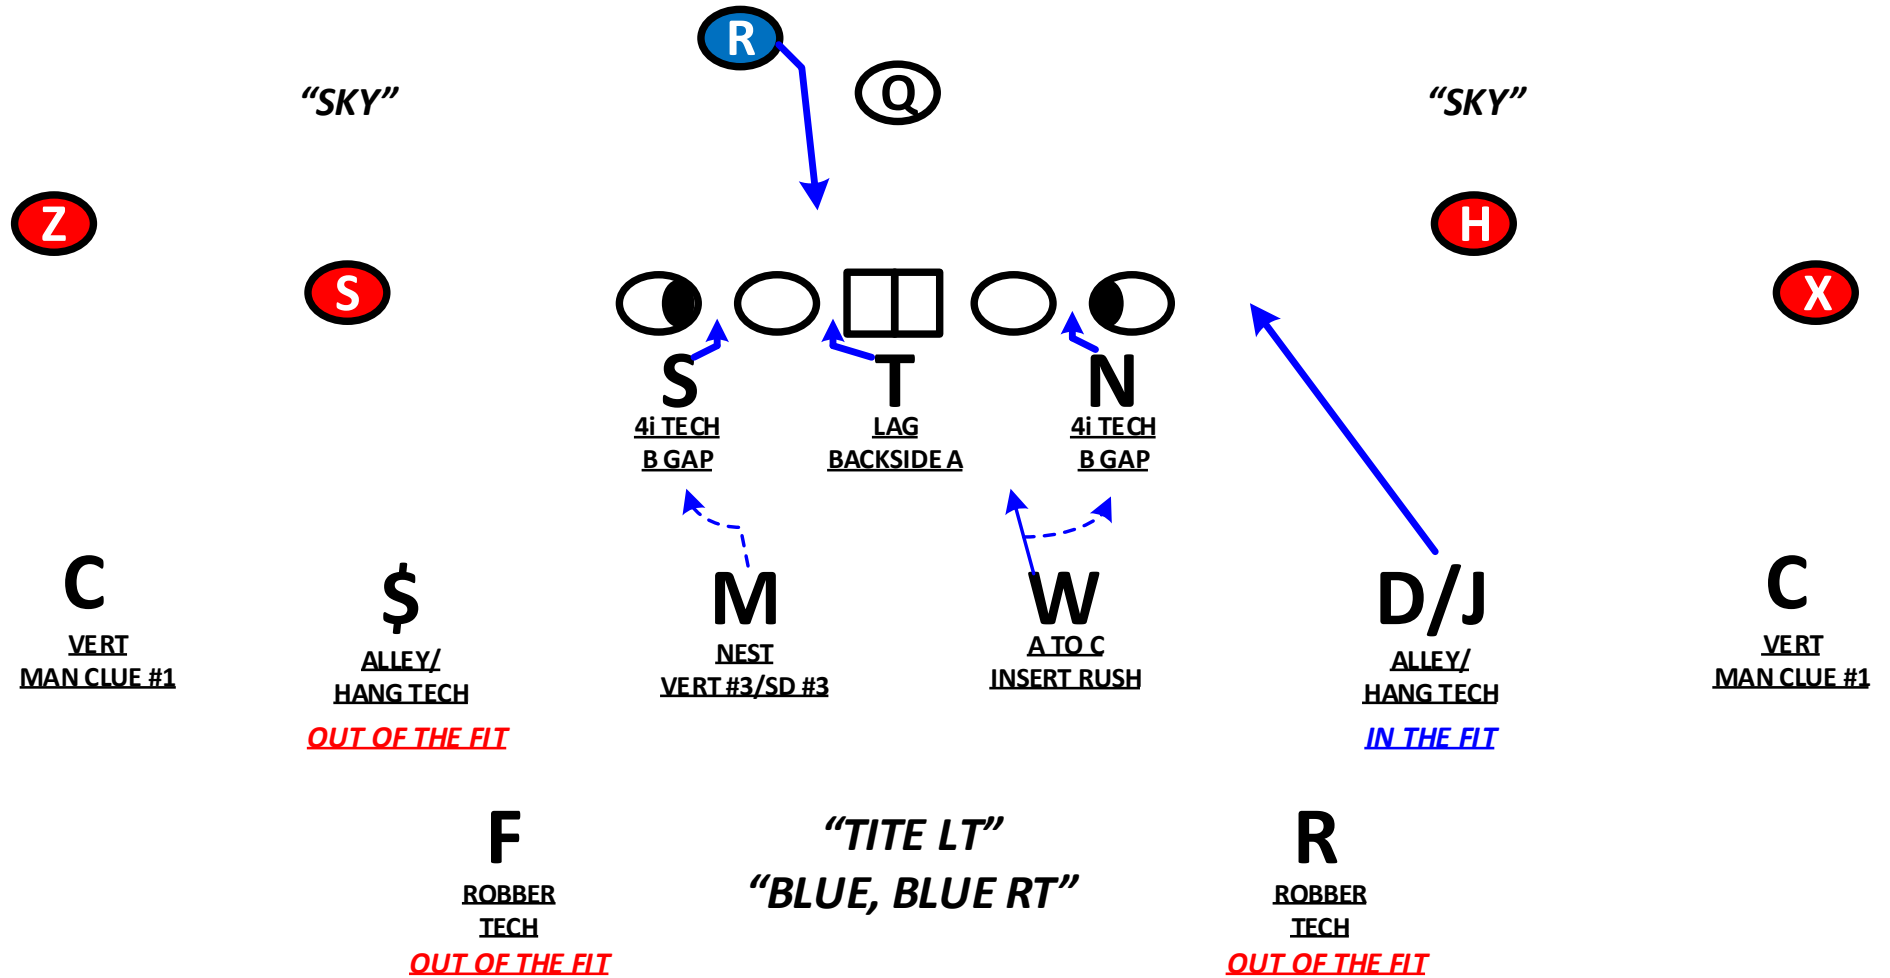 R
Q
“SKY”
“SKY”
Z
H
S
X
S
T
N
4i TECH
B GAP
LAG
BACKSIDE A
4i TECH
B GAP
C
$
M
W
D/J
C
VERT
MAN CLUE #1
ALLEY/
HANG TECH
OUT OF THE FIT
NEST
VERT #3/SD #3
A TO C
INSERT RUSH
ALLEY/
HANG TECH
IN THE FIT
VERT
MAN CLUE #1
F
ROBBER
TECH
OUT OF THE FIT
“TITE LT”
“BLUE, BLUE RT”
R
ROBBER
TECH
OUT OF THE FIT